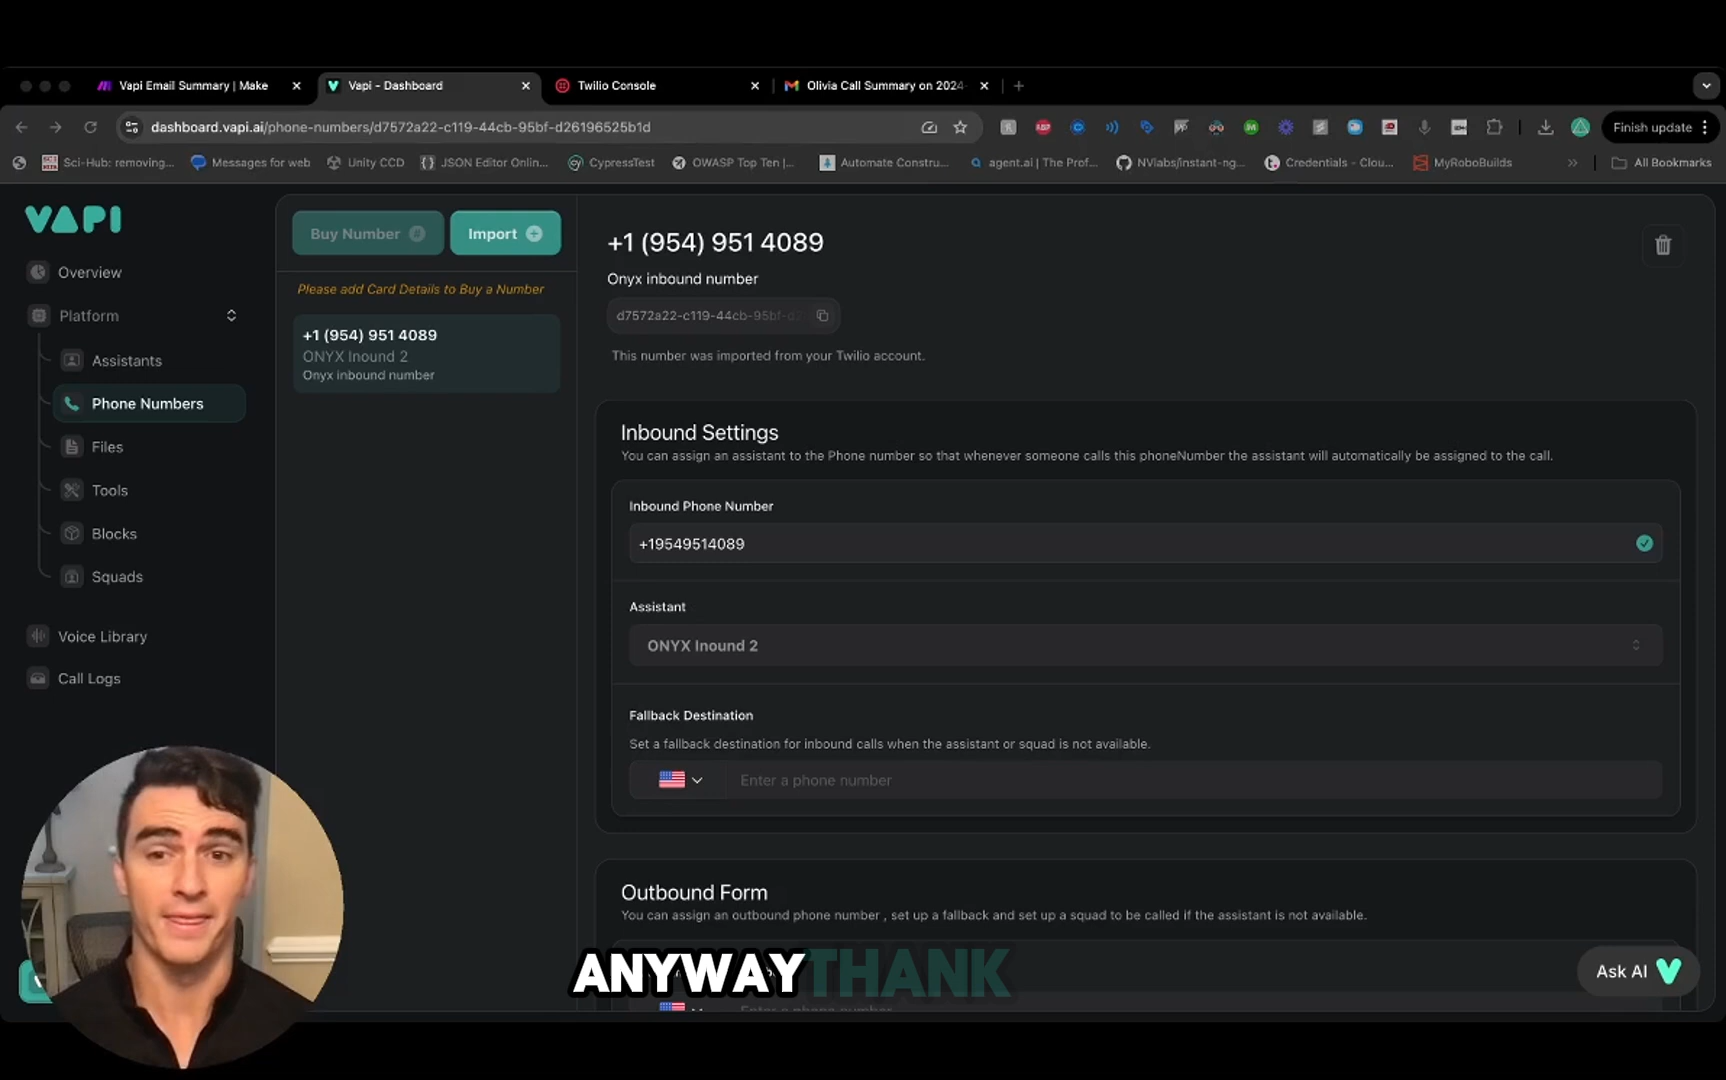 Vapi Email Summary | Make
Vapi - Dashboard
Twilio Console
Olivia Call Summary on 2024
dashboard.vapi.ai/phone-numbers/d7572a22-c119-44cb-95bf-d26196525b1d
Finish update
Sci-Hub: removing...
Messages for web
Unity CCD
JSON Editor Onlin...
CypressTest
OWASP Top Ten |...
Automate Constru...
agent.ai | The Prof...
NVlabs/instant-ng...
Credentials - Clou...
MyRoboBuilds
All Bookmarks
VAPI
Overview
Platform
Assistants
Phone Numbers
Files
Tools
Blocks
Squads
Voice Library
Call Logs
Buy Number
Import
Please add Card Details to Buy a Number
+1 (954) 951 4089
ONYX Inound 2
Onyx inbound number
+1 (954) 951 4089
Onyx inbound number
d7572a22-c119-44cb-95bf-d2
This number was imported from your Twilio account.
Inbound Settings
You can assign an assistant to the Phone number so that whenever someone calls this phoneNumber the assistant will automatically be assigned to the call.
Inbound Phone Number
+19549514089
Assistant
ONYX Inound 2
Fallback Destination
Set a fallback destination for inbound calls when the assistant or squad is not available.
Enter a phone number
Outbound Form
You can assign an outbound phone number , set up a fallback and set up a squad to be called if the assistant is not available.
ANYWAY THANK
Enter a phone number
Ask AI